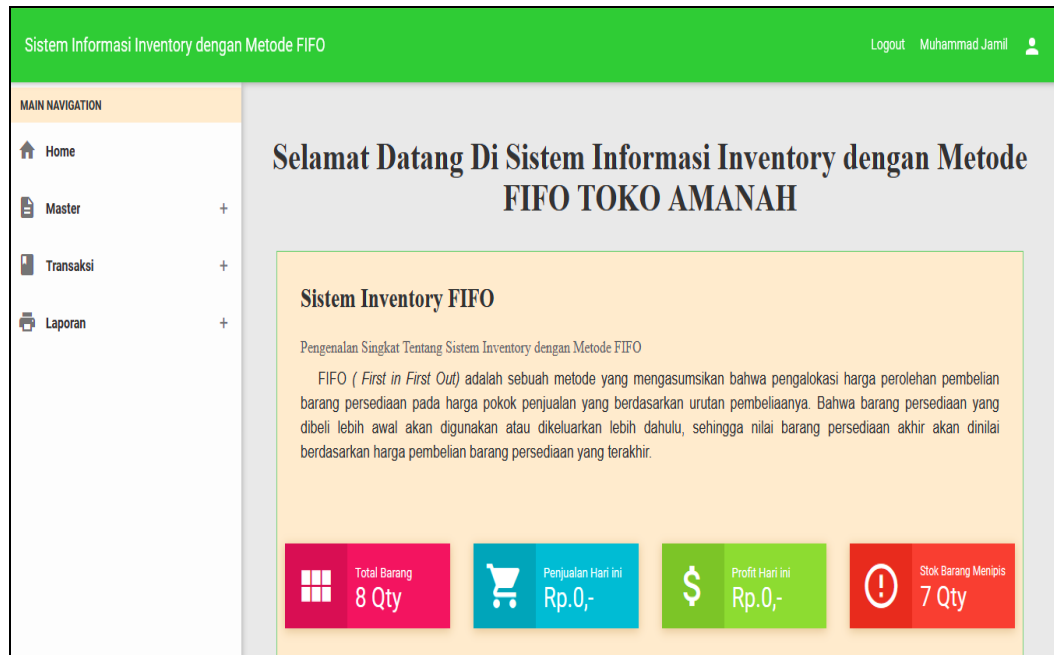 Sistem Informasi Inventory dengan Metode FIFO
Logout Muhammad Jamil
MAIN NAVIGATION
Home
Master +
Transaksi +
Laporan +
Selamat Datang Di Sistem Informasi Inventory dengan Metode
FIFO TOKO AMANAH
Sistem Inventory FIFO
Pengenalan Singkat Tentang Sistem Inventory dengan Metode FIFO
FIFO ( First in First Out) adalah sebuah metode yang mengasumsikan bahwa pengalokasi harga perolehan pembelian
barang persediaan pada harga pokok penjualan yang berdasarkan urutan pembeliaanya. Bahwa barang persediaan yang
dibeli lebih awal akan digunakan atau dikeluarkan lebih dahulu, sehingga nilai barang persediaan akhir akan dinilai
berdasarkan harga pembelian barang persediaan yang terakhir.
Total Barang
8 Qty
Penjualan Hari ini
Rp.0,-
$
Profit Hari ini
Rp.0,-
Stok Barang Menipis
7 Qty